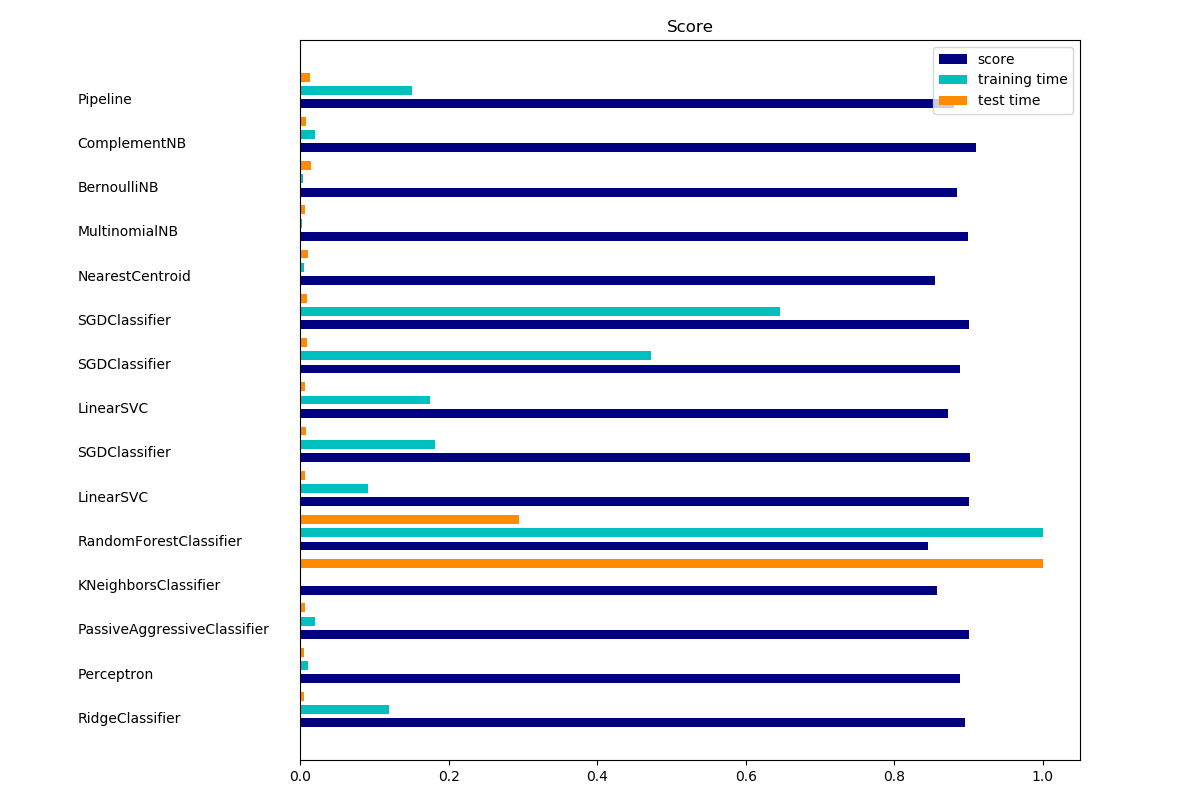 Score
score
training time
test time
Pipeline
ComplementNB
BernoulliNB
MultinomialNB
NearestCentroid
SGDClassifier
SGDClassifier
LinearSVC
SGDClassifier
LinearSVC
RandomForestClassifier
KNeighborsClassifier
PassiveAggressiveClassifier
Perceptron
RidgeClassifier
0.0 0.2 0.4 0.6 0.8 1.0